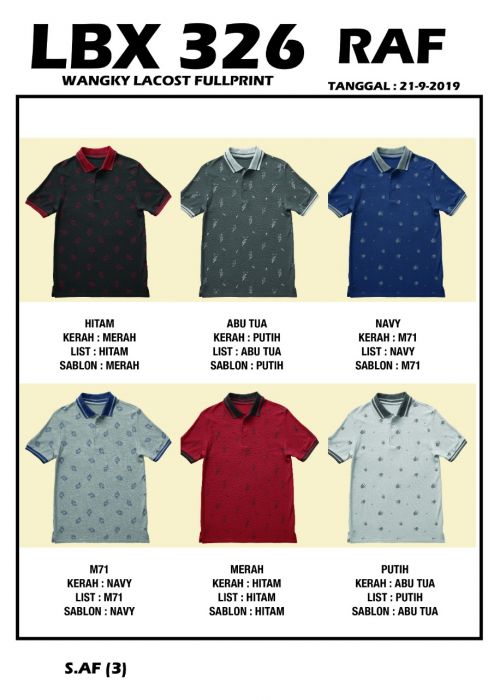 LBX 326 RAF
WANGKY LACOST FULLPRINT
TANGGAL : 21-9-2019
HITAM
KERAH : MERAH
LIST : HITAM
SABLON : MERAH
ABU TUA
KERAH : PUTIH
LIST : ABU TUA
SABLON : PUTIH
NAVY
KERAH : M71
LIST : NAVY
SABLON : M71
M71
KERAH : NAVY
LIST : M71
SABLON : NAVY
MERAH
KERAH : HITAM
LIST : HITAM
SABLON : HITAM
PUTIH
KERAH : ABU TUA
LIST : PUTIH
SABLON : ABU TUA
S.AF (3)